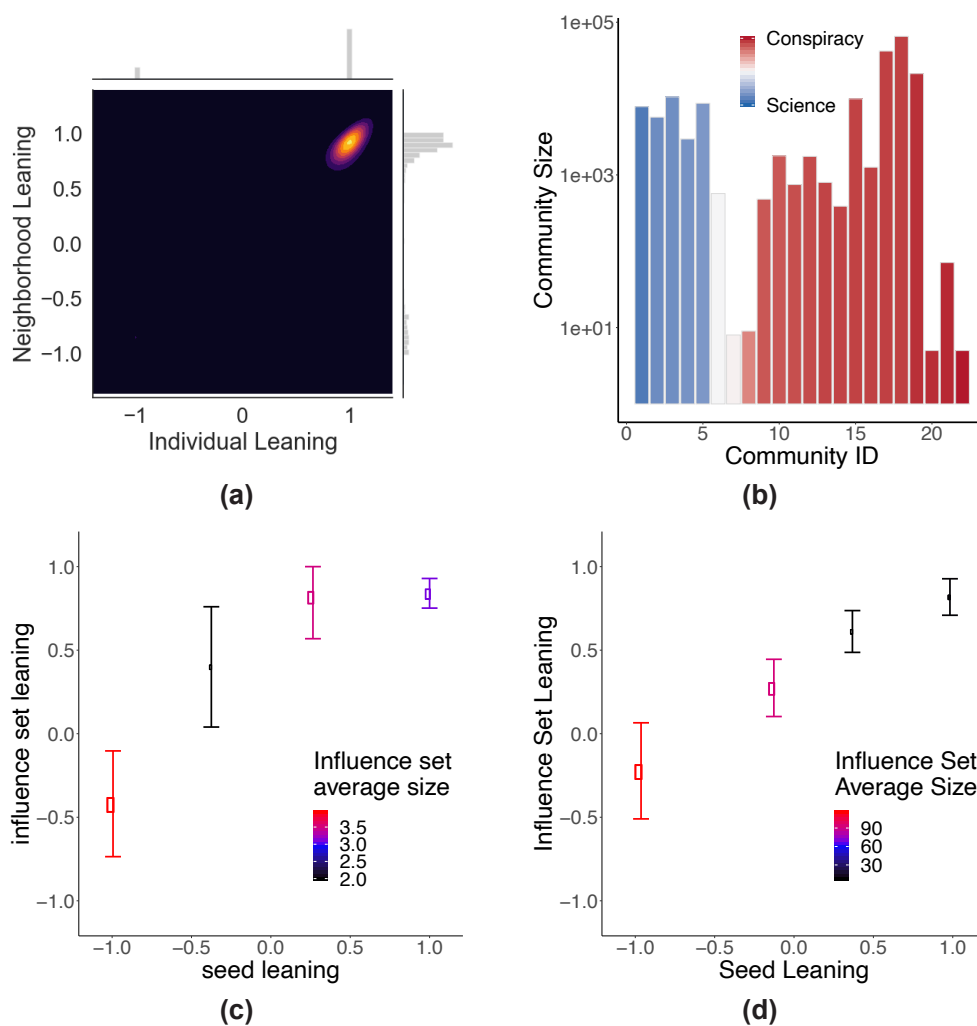 1.0
0.5
0.0
−0.5
−1.0
Neighborhood Leaning
−1
0
1
Individual Leaning
(a)
1e+05
1e+03
1e+01
Community Size
Conspiracy
Science
0
5
10
15
20
Community ID
(b)
1.0
0.5
0.0
−0.5
−1.0
influence set leaning
Influence set
average size
3.5
3.0
2.5
2.0
−1.0
−0.5
0.0
0.5
1.0
seed leaning
(c)
1.0
0.5
0.0
−0.5
−1.0
Influence Set Leaning
Influence Set
Average Size
90
60
30
−1.0
−0.5
0.0
0.5
1.0
Seed Leaning
(d)